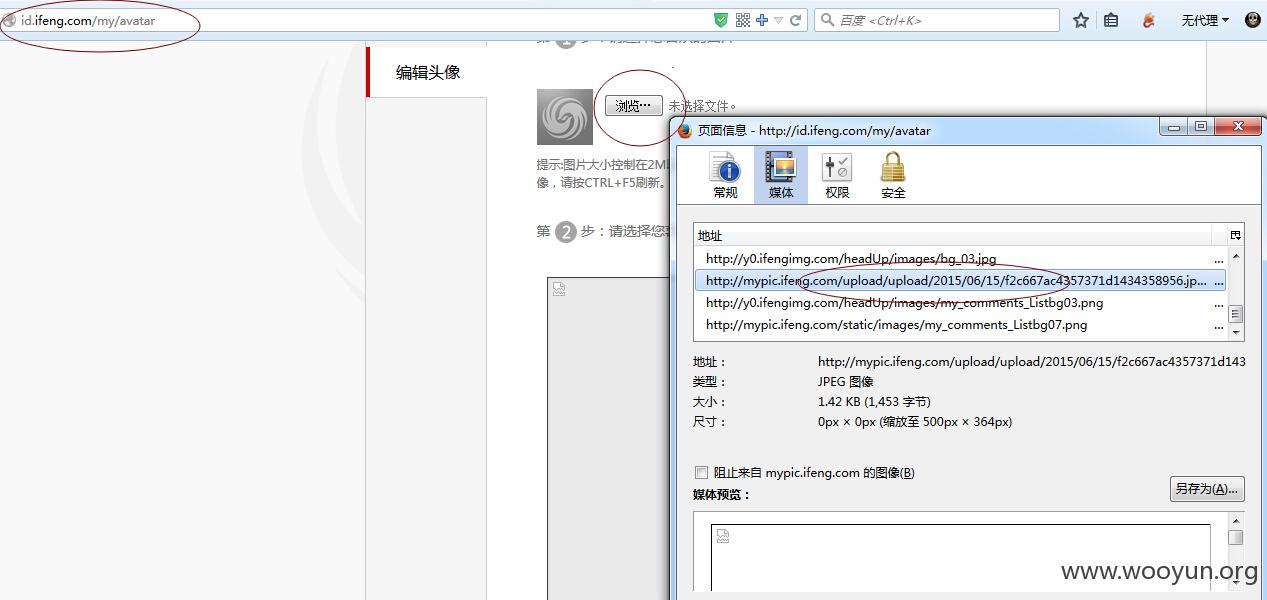 id.ifeng.com/my/avatar
百度 <Ctrl+K>
无代理
编辑头像
浏览… 未选择文件。
提示:图片大小控制在2M
像，请按CTRL+F5刷新。
第 2 步：请选择您
页面信息 - http://id.ifeng.com/my/avatar
常规 媒体 权限 安全
地址
http://y0.ifengimg.com/headUp/images/bg_03.jpg ...
http://mypic.ifeng.com/upload/upload/2015/06/15/f2c667ac4357371d1434358956.jp... ...
http://y0.ifengimg.com/headUp/images/my_comments_Listbg03.png ...
http://mypic.ifeng.com/static/images/my_comments_Listbg07.png ...
地址： http://mypic.ifeng.com/upload/upload/2015/06/15/f2c667ac4357371d143
类型： JPEG 图像
大小： 1.42 KB (1,453 字节)
尺寸： 0px × 0px (缩放至 500px × 364px)
阻止来自 mypic.ifeng.com 的图像(B)
另存为(A)...
媒体预览：
www.wooyun.org